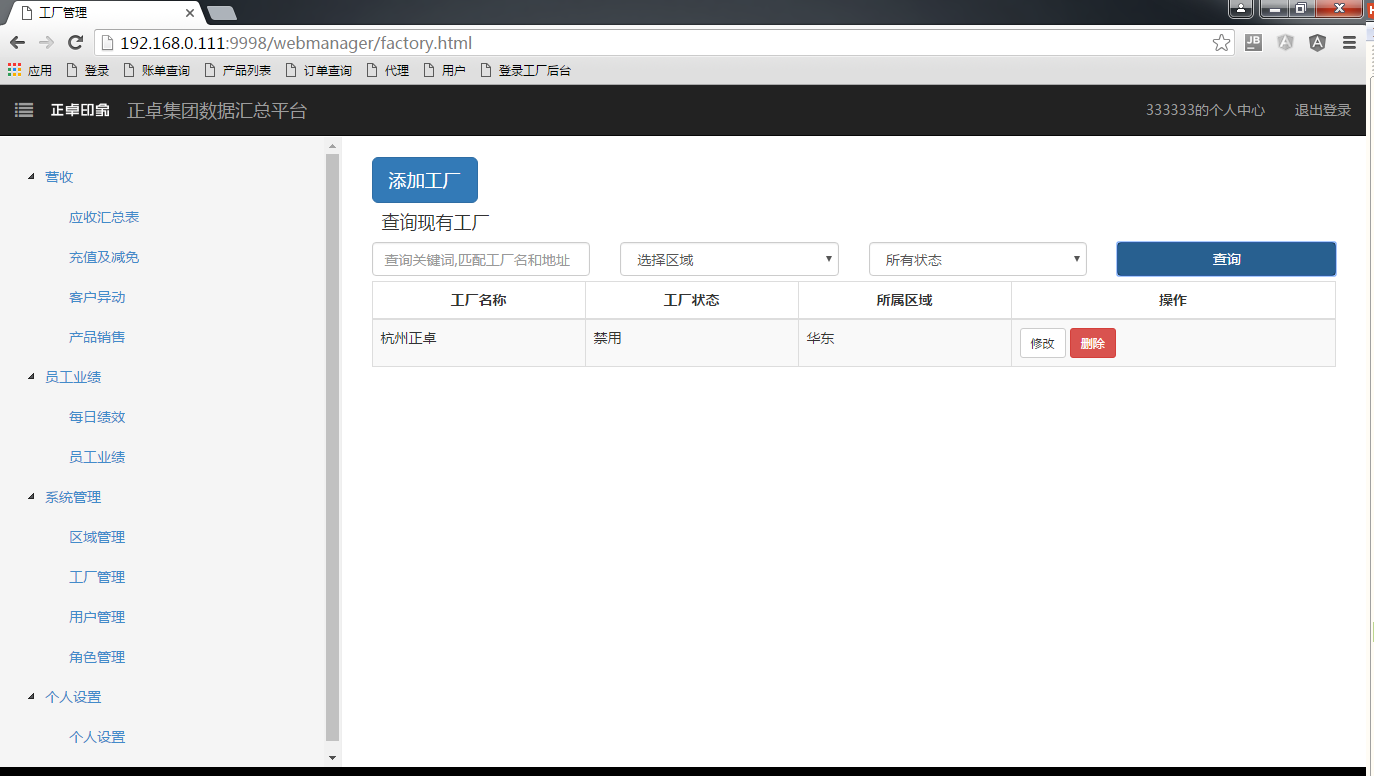 工厂管理
192.168.0.111:9998/webmanager/factory.html
JB A A
应用 登录 账单查询 产品列表 订单查询 代理 用户 登录工厂后台
正卓印象 正卓集团数据汇总平台 333333的个人中心 退出登录
营收
应收汇总表
充值及减免
客户异动
产品销售
员工业绩
每日绩效
员工业绩
系统管理
区域管理
工厂管理
用户管理
角色管理
个人设置
个人设置
添加工厂
查询现有工厂
查询关键词,匹配工厂名和地址 选择区域 所有状态 查询
工厂名称 工厂状态 所属区域 操作
杭州正卓 禁用 华东 修改 删除